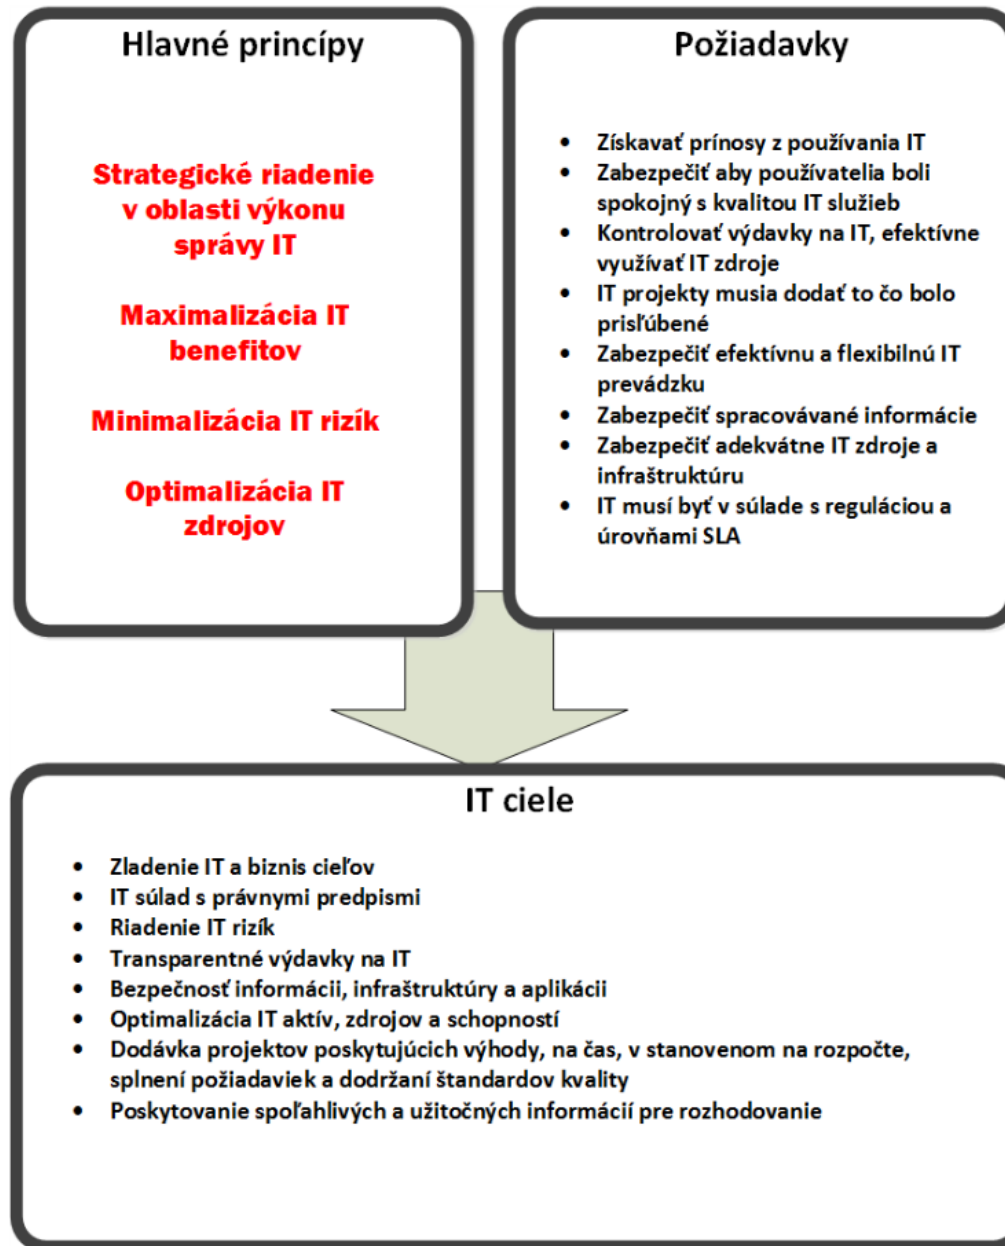 Hlavné princípy
Strategické riadenie
v oblasti výkonu
správy IT
Maximalizácia IT
benefitov
Minimalizácia IT rizík
Optimalizácia IT
zdrojov
Požiadavky
• Získavať prínosy z používania IT
• Zabezpečiť aby používatelia boli
spokojný s kvalitou IT služieb
• Kontrolovať výdavky na IT, efektívne
využívať IT zdroje
• IT projekty musia dodať to čo bolo
prisľúbené
• Zabezpečiť efektívnu a flexibilnú IT
prevádzku
• Zabezpečiť spracovávané informácie
• Zabezpečiť adekvátne IT zdroje a
infraštruktúru
• IT musí byť v súlade s reguláciou a
úrovňami SLA
IT ciele
• Zladenie IT a biznis cieľov
• IT súlad s právnymi predpismi
• Riadenie IT rizík
• Transparentné výdavky na IT
• Bezpečnosť informácii, infraštruktúry a aplikácii
• Optimalizácia IT aktív, zdrojov a schopností
• Dodávka projektov poskytujúcich výhody, na čas, v stanovenom na rozpočte,
splnení požiadaviek a dodržaní štandardov kvality
• Poskytovanie spoľahlivých a užitočných informácií pre rozhodovanie